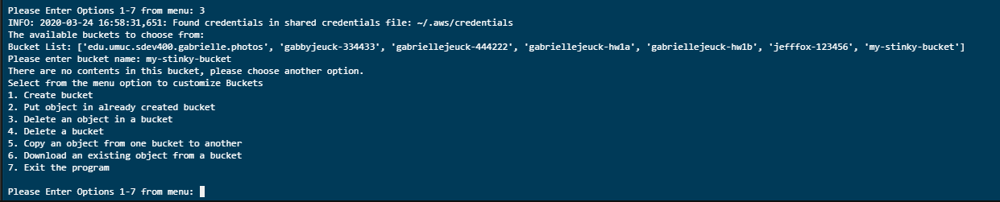 Please Enter Options 1-7 from menu: 3
INFO: 2020-03-24 16:58:31,651: Found credentials in shared credentials file: ~/.aws/credentials
The available buckets to choose from:
Bucket List: ['edu.umuc.sdev400.gabrielle.photos', 'gabbyjeuck-334433', 'gabriellejeuck-444222', 'gabriellejeuck-hw1a', 'gabriellejeuck-hw1b', 'jefffox-123456', 'my-stinky-bucket']
Please enter bucket name: my-stinky-bucket
There are no contents in this bucket, please choose another option.
Select from the menu option to customize Buckets
1. Create bucket
2. Put object in already created bucket
3. Delete an object in a bucket
4. Delete a bucket
5. Copy an object from one bucket to another
6. Download an existing object from a bucket
7. Exit the program
Please Enter Options 1-7 from menu: